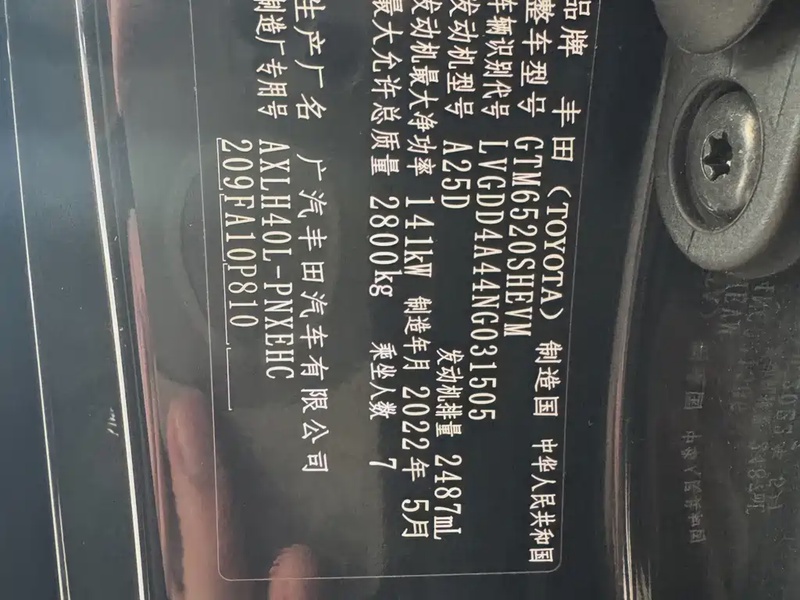 品牌 丰田(TOYOTA) 制造国 中华人民共和国
整车型号 GTM6520SHEVM
车辆识别代号 LVGDD4A44NG031505
发动机型号 A25D 发动机排量 2487mL
发动机最大净功率 141kW 制造年月 2022年 5月
最大允许总质量 2800kg 乘坐人数 7
生产厂名 广汽丰田汽车有限公司
制造厂专用号 AXLH40L-PNXEHC
209FA10P810